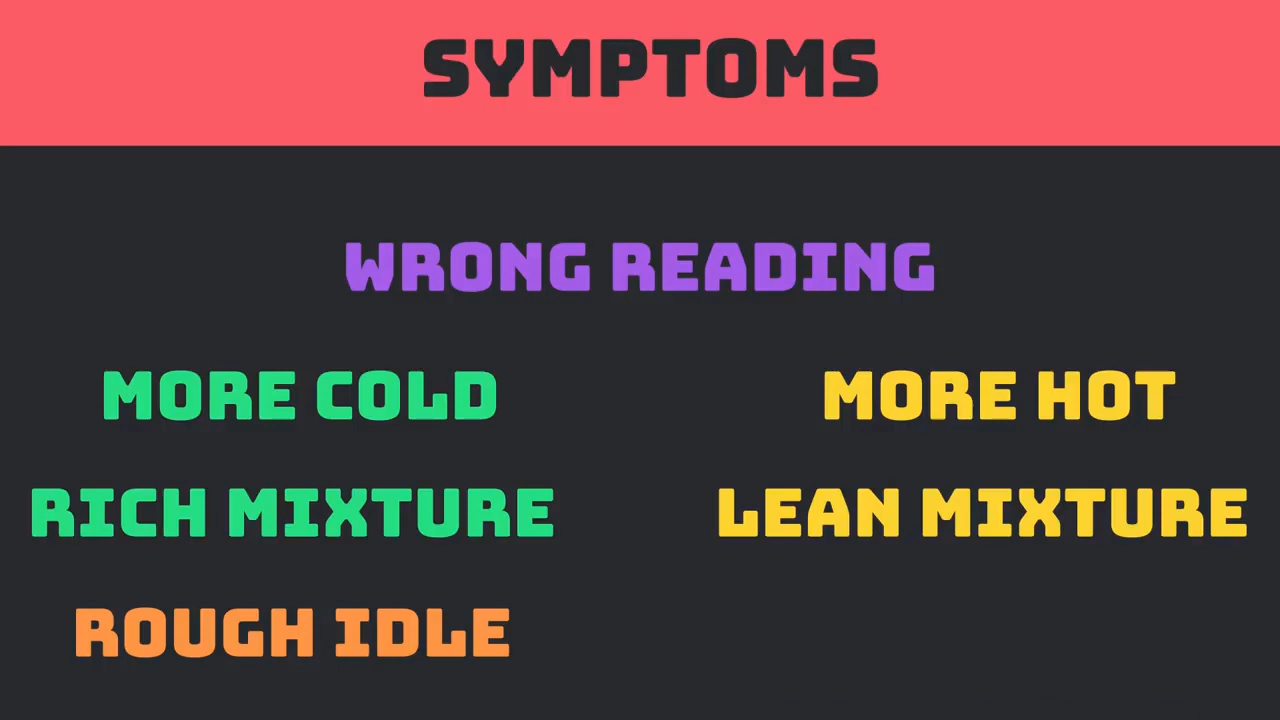 SYMPTOMS
WRONG READING
MORE COLD
MORE HOT
RICH MIXTURE
LEAN MIXTURE
ROUGH IDLE